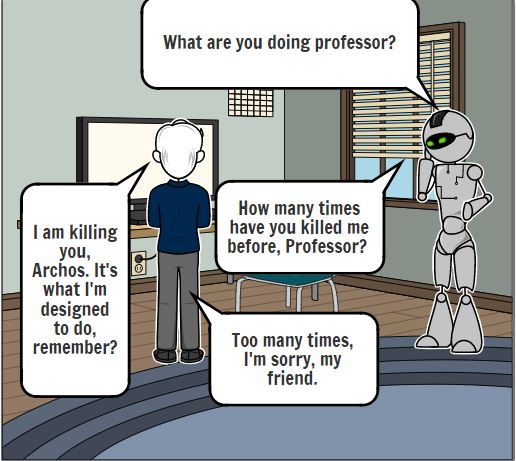 What are you doing professor?
I am killing
you,
Archos. It's
what I'm
designed
to do,
remember?
How many times
have you killed me
before, Professor?
Too many times,
I'm sorry, my
friend.